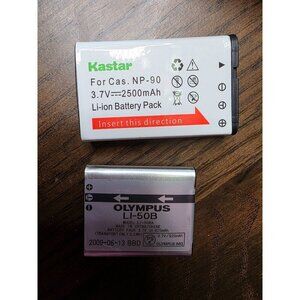 Kastar
For Cas. NP-90
3.7V⎓2500mAh
Li-ion Battery Pack
Insert this direction
OLYMPUS
LI-50B
2009-06-13 BBD